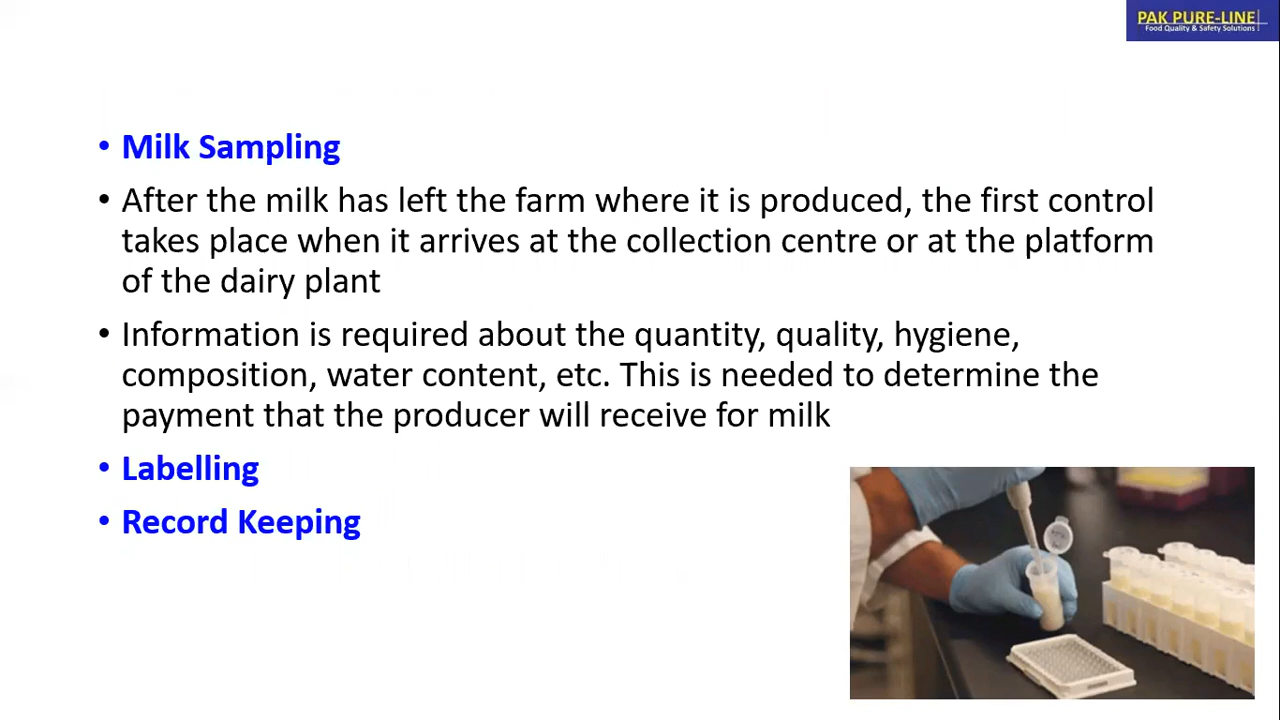 PAK PURE-LINE
Food Quality & Safety Solutions
• Milk Sampling
• After the milk has left the farm where it is produced, the first control
takes place when it arrives at the collection centre or at the platform
of the dairy plant
• Information is required about the quantity, quality, hygiene,
composition, water content, etc. This is needed to determine the
payment that the producer will receive for milk
• Labelling
• Record Keeping